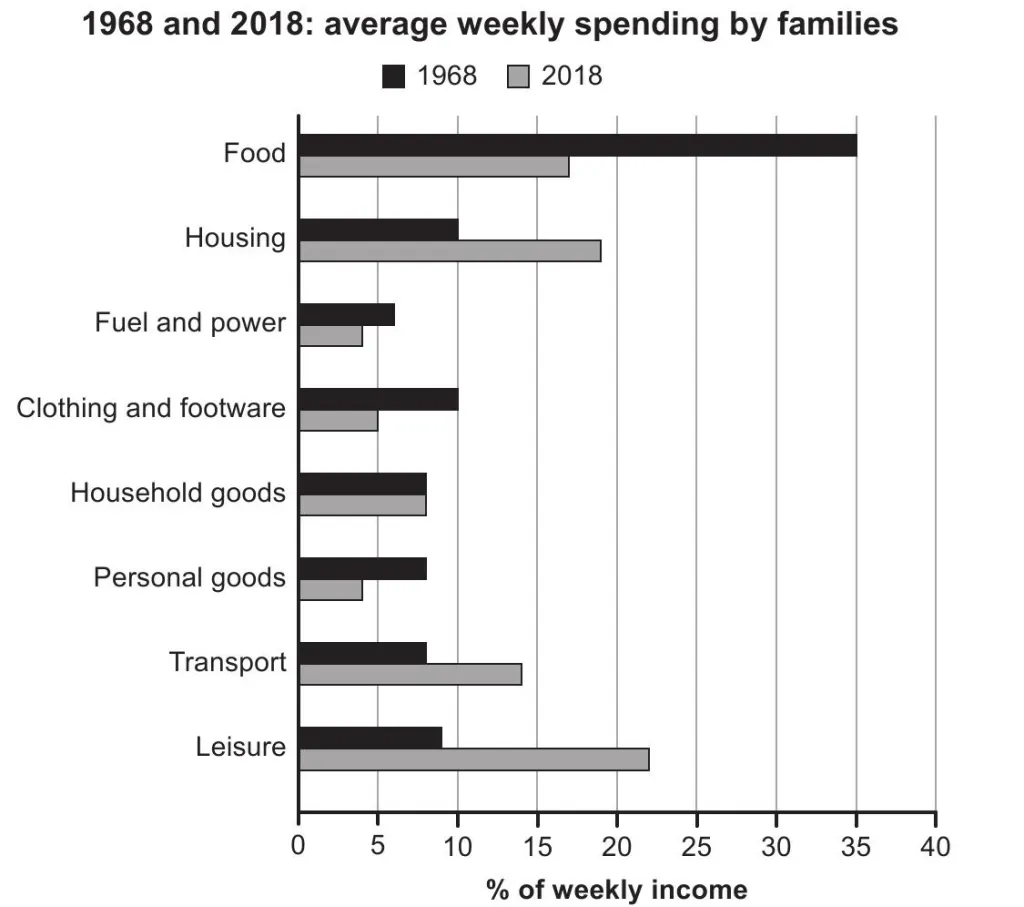 1968 and 2018: average weekly spending by families
1968 2018
Food
Housing
Fuel and power
Clothing and footware
Household goods
Personal goods
Transport
Leisure
0 5 10 15 20 25 30 35 40
% of weekly income